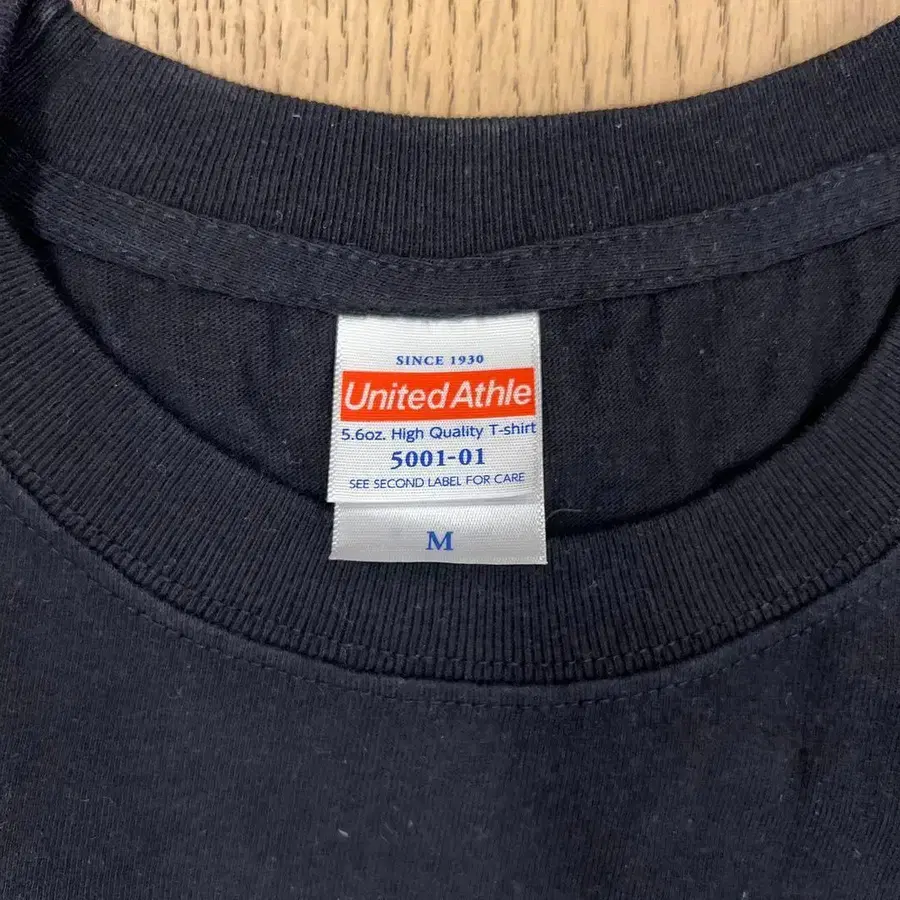 SINCE 1930
United Athle
5.6oz. High Quality T-shirt
5001-01
SEE SECOND LABEL FOR CARE
M